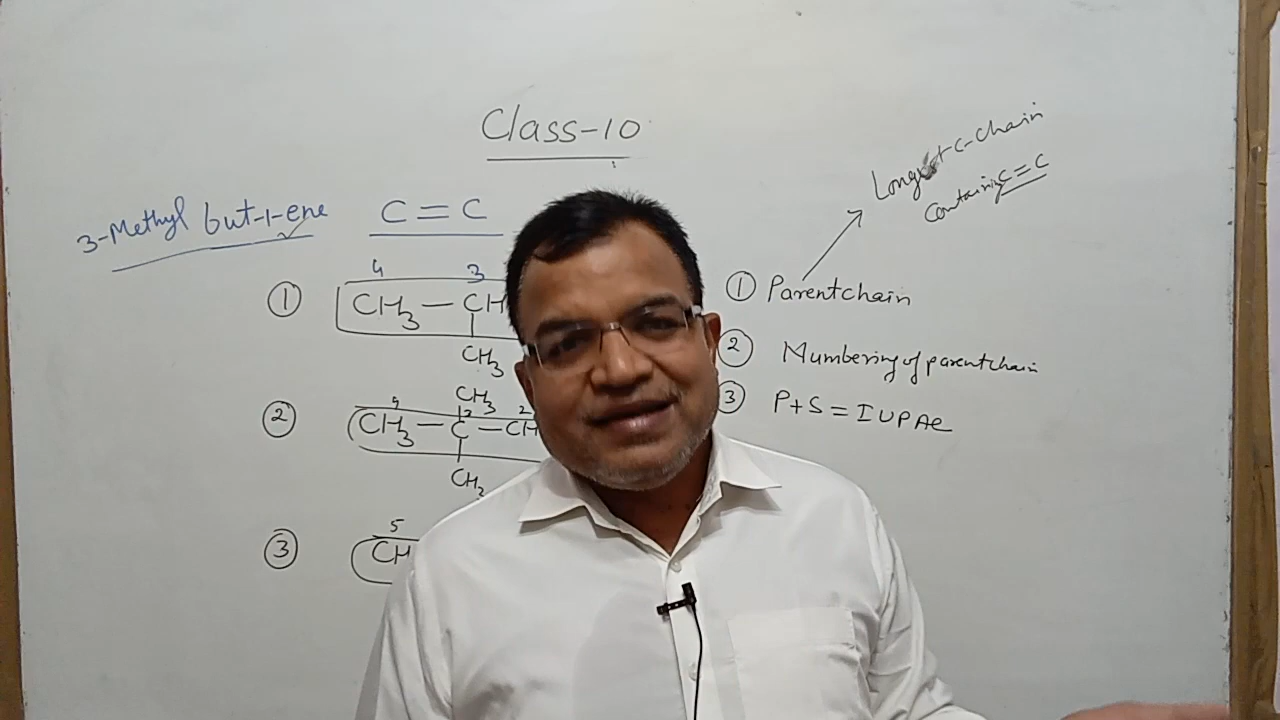 Class-10
3-Methyl but-1-ene
C=C
Longest C-Chain
Containing C=C
① Parentchain
② Numbering of parentchain
③ P+S=IUPAC
①
4 3
CH3—CH
CH3
②
CH3
4 3 2
CH3—C—CH
CH3
③
5
CH